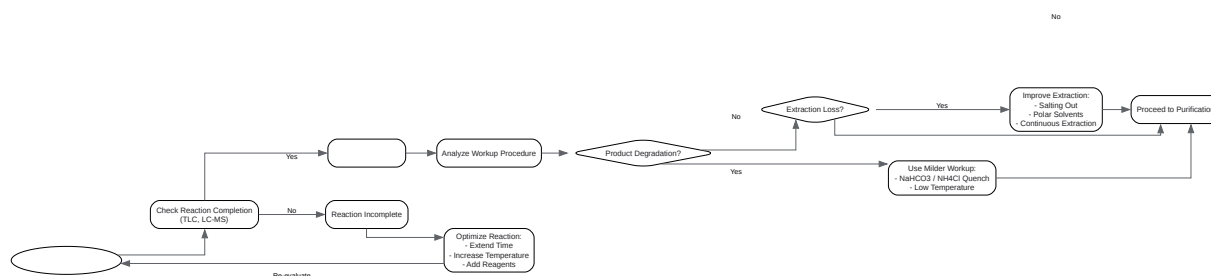 No
Extraction Loss?
Yes
Improve Extraction:
- Salting Out
- Polar Solvents
- Continuous Extraction
Proceed to Purification
No
Yes
Analyze Workup Procedure
Product Degradation?
Yes
Use Milder Workup:
- NaHCO3 / NH4Cl Quench
- Low Temperature
Check Reaction Completion
(TLC, LC-MS)
No
Reaction Incomplete
Optimize Reaction:
- Extend Time
- Increase Temperature
- Add Reagents
Re-evaluate